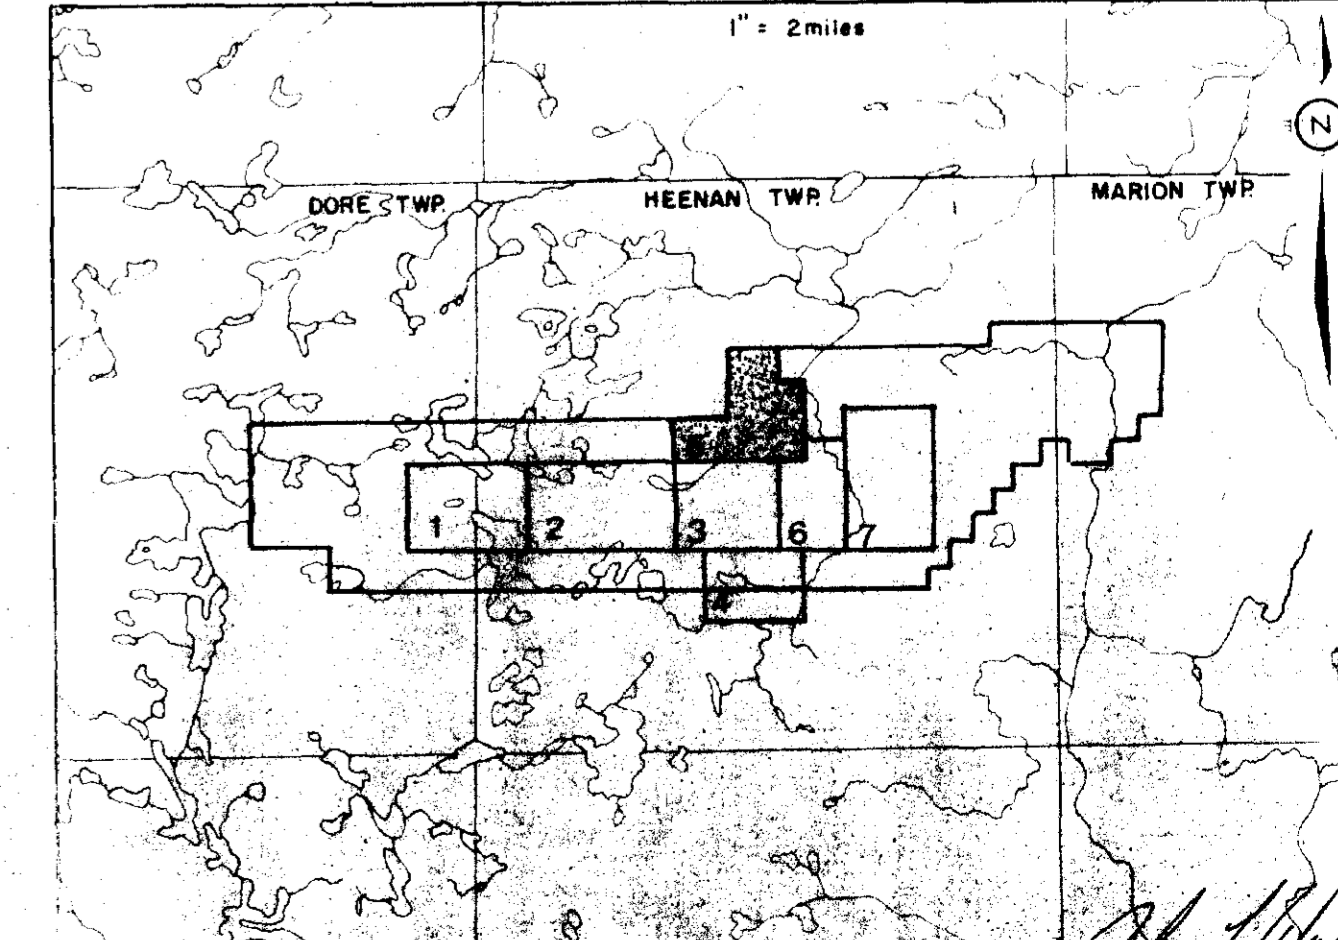 1" = 2miles
N
DORE TWP.
HEENAN TWP.
MARION TWP.
1
2
3
6
7
4